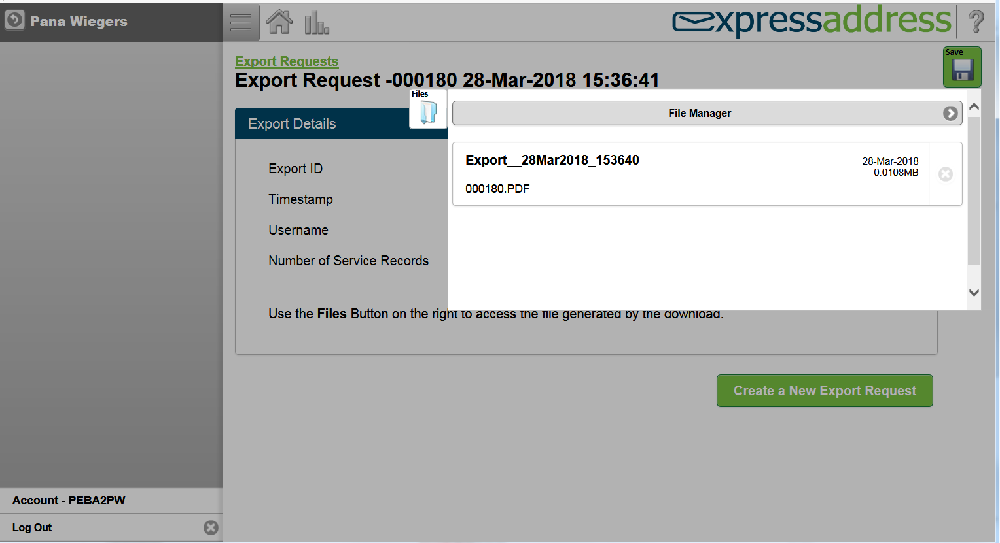 Pana Wiegers
expressaddress
?
Export Requests
Export Request -000180 28-Mar-2018 15:36:41
Save
Files
File Manager
Export Details
Export__28Mar2018_153640
28-Mar-2018
0.0108MB
000180.PDF
Export ID
Timestamp
Username
Number of Service Records
Use the Files Button on the right to access the file generated by the download.
Create a New Export Request
Account - PEBA2PW
Log Out